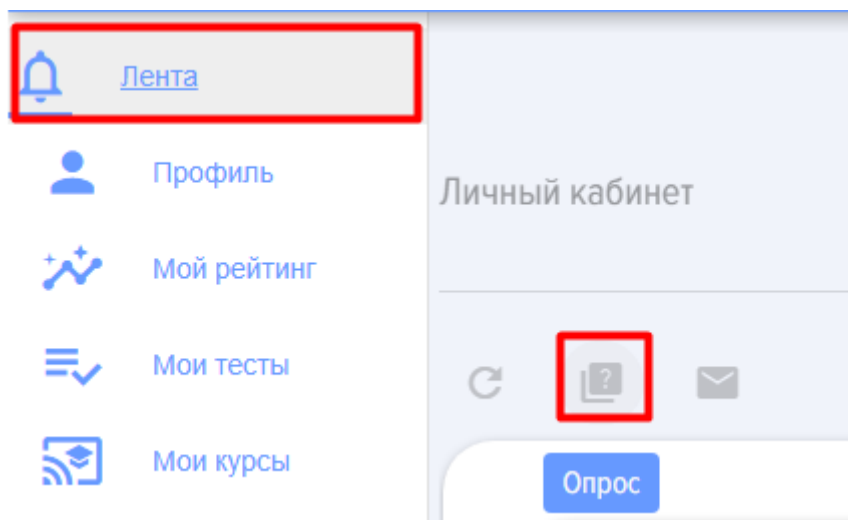 Лента
Профиль
Мой рейтинг
Мои тесты
Мои курсы
Личный кабинет
?
Опрос